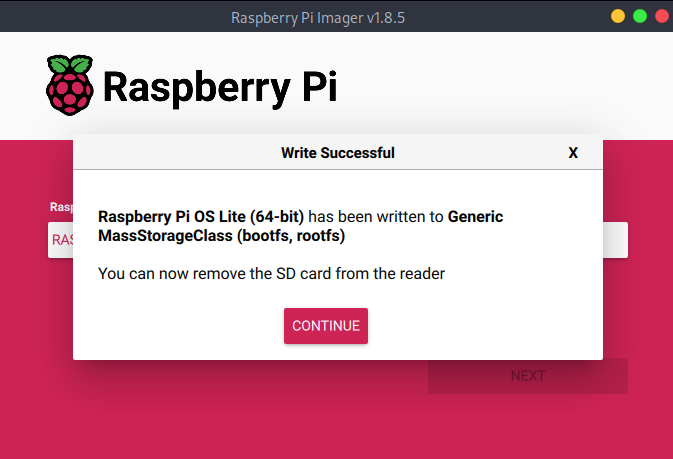 Raspberry Pi Imager v1.8.5
Raspberry Pi
Write Successful
X
Rasp
RAS
Raspberry Pi OS Lite (64-bit) has been written to Generic
MassStorageClass (bootfs, rootfs)
You can now remove the SD card from the reader
CONTINUE
NEXT